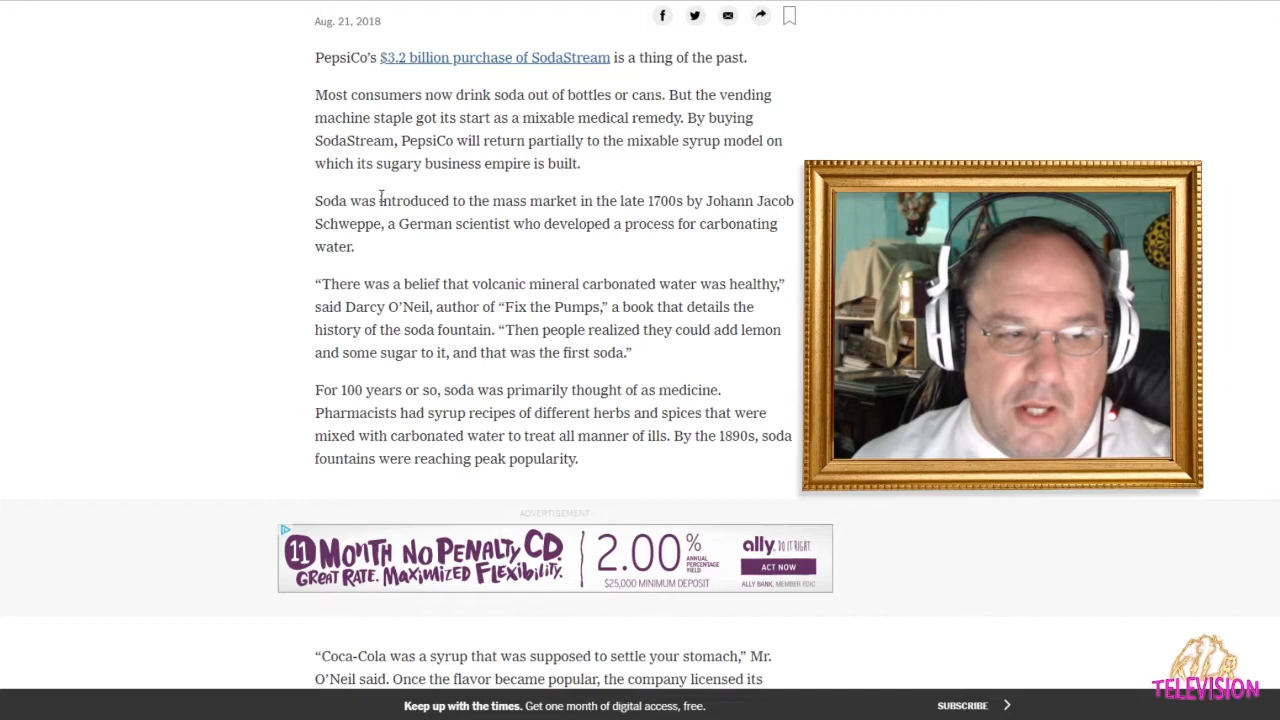 Aug. 21, 2018
PepsiCo’s $3.2 billion purchase of SodaStream is a thing of the past.
Most consumers now drink soda out of bottles or cans. But the vending
machine staple got its start as a mixable medical remedy. By buying
SodaStream, PepsiCo will return partially to the mixable syrup model on
which its sugary business empire is built.
Soda was introduced to the mass market in the late 1700s by Johann Jacob
Schweppe, a German scientist who developed a process for carbonating
water.
“There was a belief that volcanic mineral carbonated water was healthy,”
said Darcy O’Neil, author of “Fix the Pumps,” a book that details the
history of the soda fountain. “Then people realized they could add lemon
and some sugar to it, and that was the first soda.”
For 100 years or so, soda was primarily thought of as medicine.
Pharmacists had syrup recipes of different herbs and spices that were
mixed with carbonated water to treat all manner of ills. By the 1890s, soda
fountains were reaching peak popularity.
ADVERTISEMENT
11 MONTH NO PENALTY CD.
GREAT RATE. MAXIMIZED FLEXIBILITY.
2.00% ANNUAL PERCENTAGE YIELD
$25,000 MINIMUM DEPOSIT
ally. DO IT RIGHT.
ACT NOW
ALLY BANK, MEMBER FDIC
“Coca-Cola was a syrup that was supposed to settle your stomach,” Mr.
O’Neil said. Once the flavor became popular, the company licensed its
Keep up with the times. Get one month of digital access, free.
SUBSCRIBE
TELEVISION